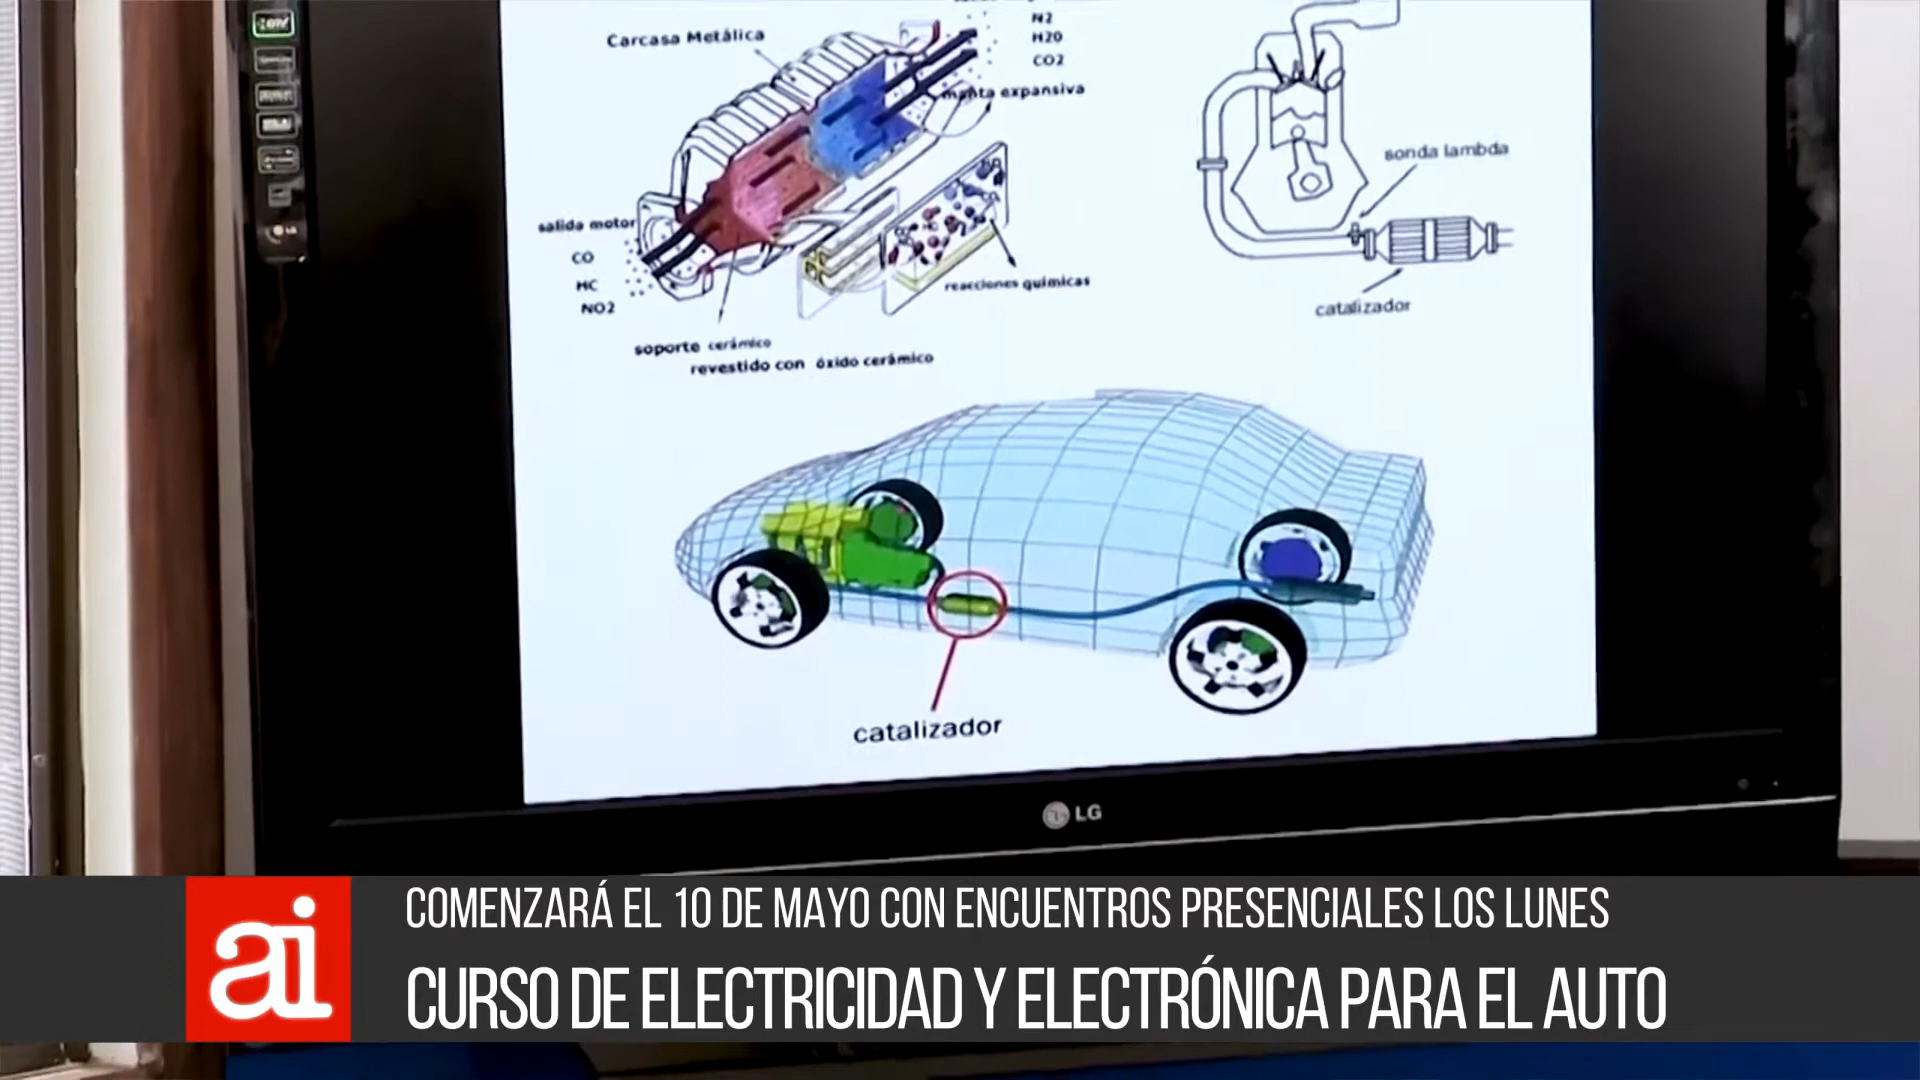 Carcasa Metálica
N2
H20
CO2
manta expansiva
salida motor
CO
HC
NO2
reacciones químicas
soporte cerámico
revestido con óxido cerámico
sonda lambda
catalizador
catalizador
LG
LG
ai
COMENZARÁ EL 10 DE MAYO CON ENCUENTROS PRESENCIALES LOS LUNES
CURSO DE ELECTRICIDAD Y ELECTRÓNICA PARA EL AUTO